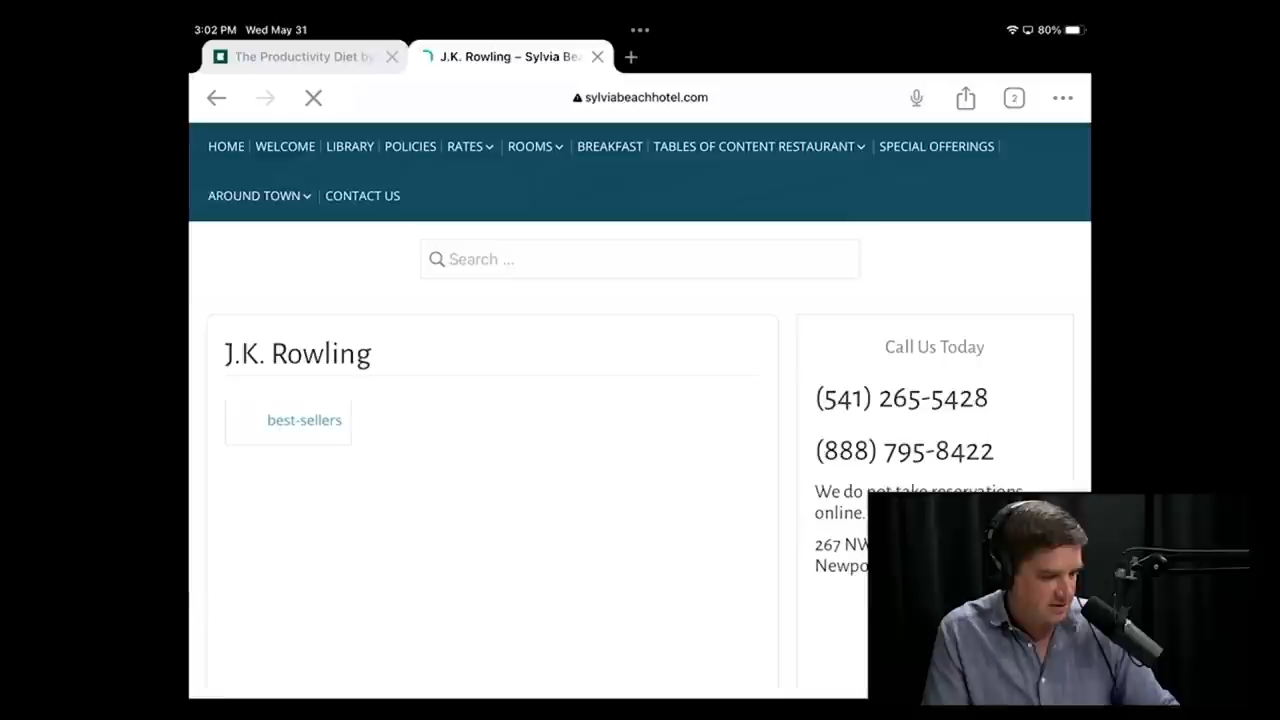 3:02 PM Wed May 31
80%
The Productivity Diet by
J.K. Rowling – Sylvia Bea
sylviabeachhotel.com
2
HOME WELCOME LIBRARY POLICIES RATES ROOMS BREAKFAST TABLES OF CONTENT RESTAURANT SPECIAL OFFERINGS
AROUND TOWN CONTACT US
Search ...
J.K. Rowling
best-sellers
Call Us Today
(541) 265-5428
(888) 795-8422
We do not take reservations
online.
267 NW
Newpo